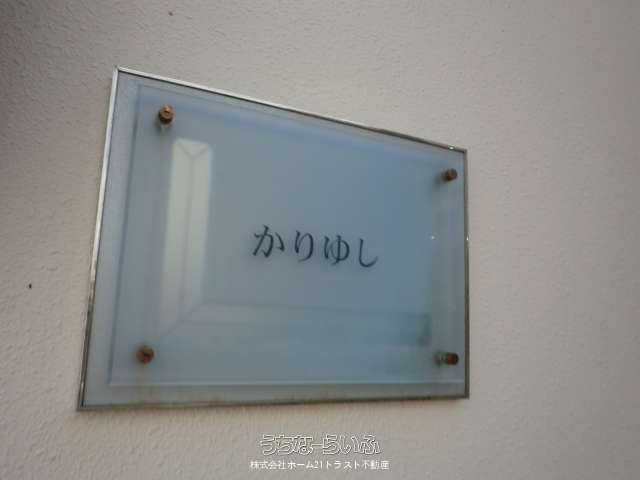 かりゆし
うちなーらいふ
株式会社ホーム21トラスト不動産